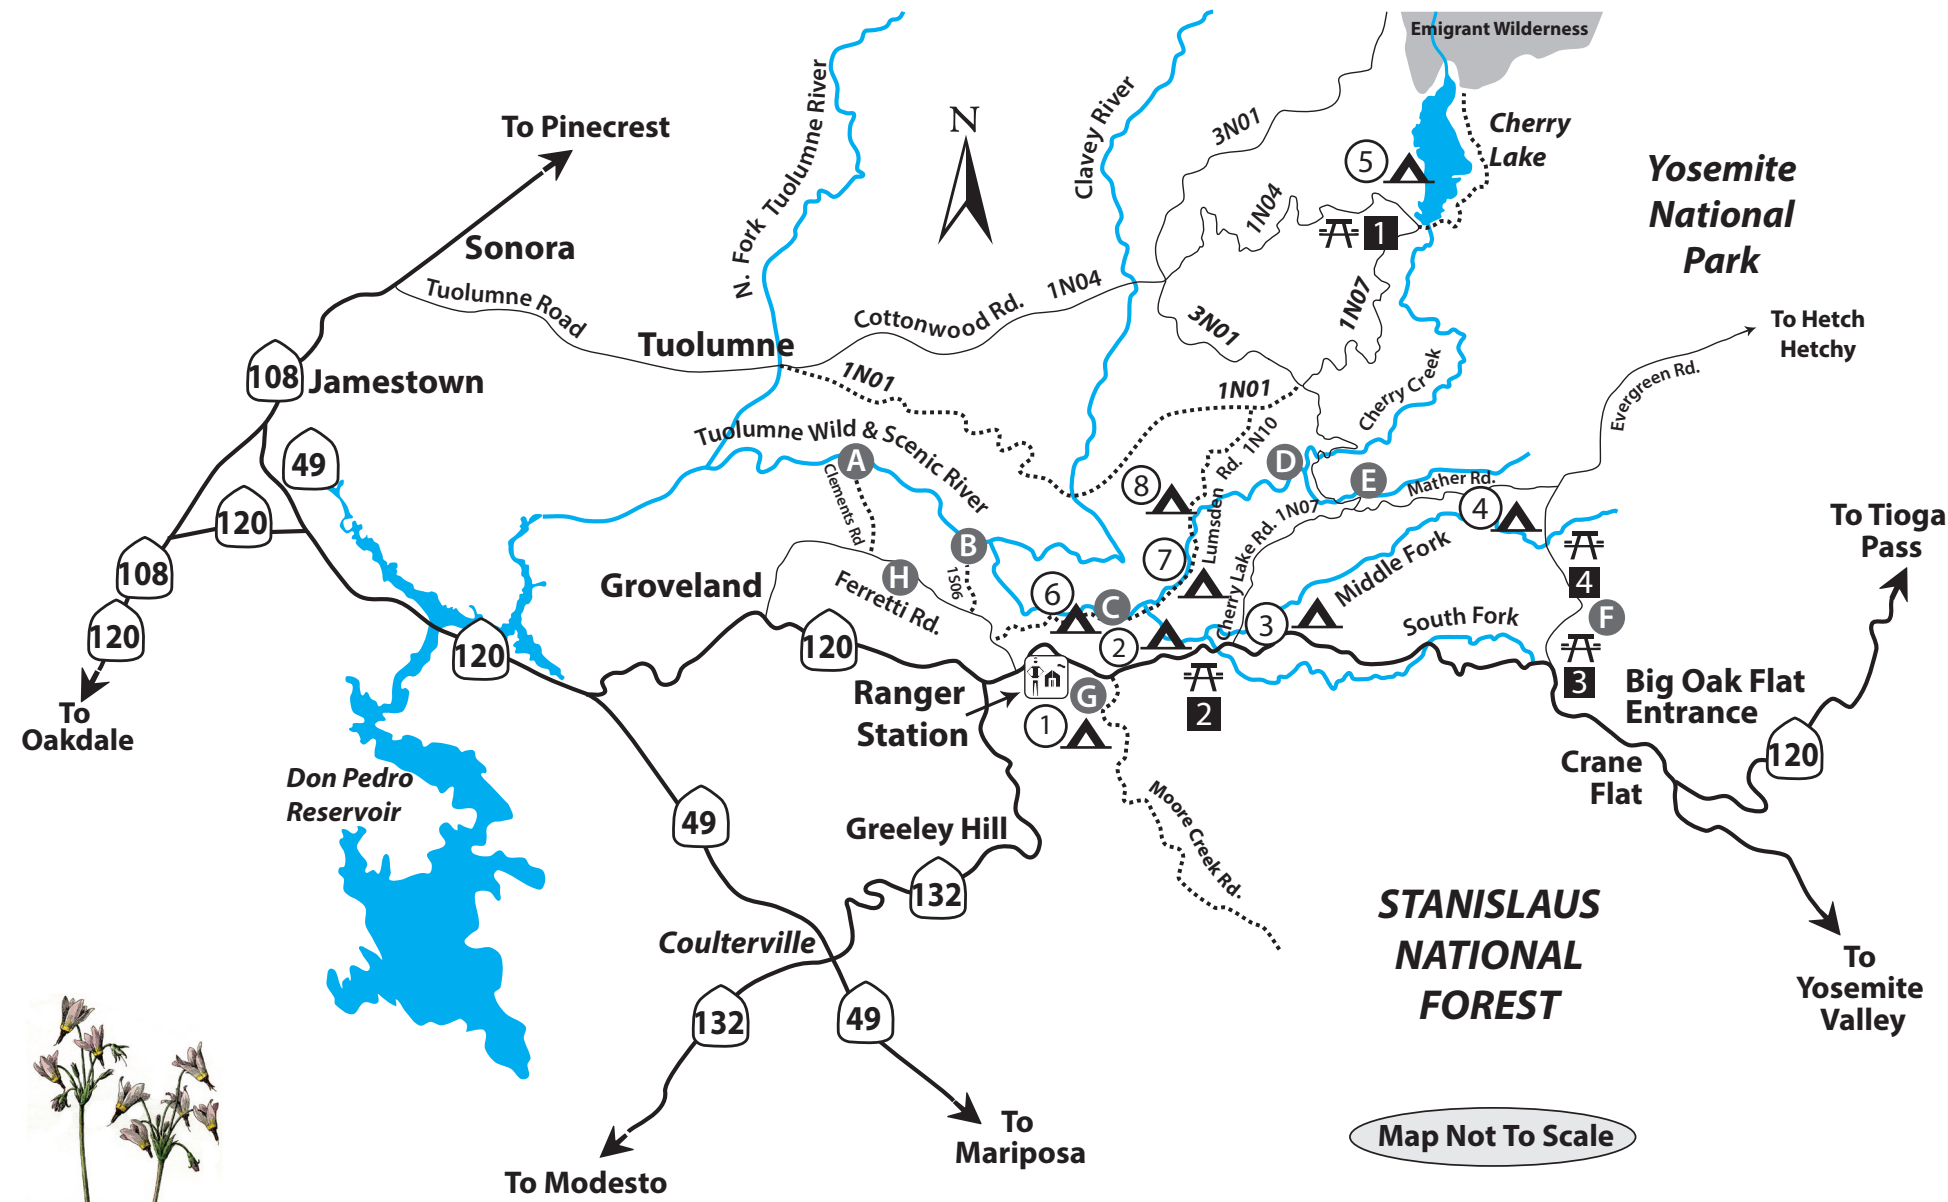 Emigrant Wilderness
To Pinecrest
N. Fork Tuolumne River
N
Clavey River
3N01
Cherry
Lake
5
Yosemite
National
Park
Sonora
1N04
1
Tuolumne Road
Cottonwood Rd.
1N04
1N07
3N01
To Hetch
Hetchy
Tuolumne
108
Jamestown
1N01
1N01
Cherry Creek
Evergreen Rd.
Tuolumne Wild & Scenic River
49
A
Clements Rd
Lumsden Rd. 1N10
D
E
Mather Rd.
8
4
120
Cherry Lake Rd. 1N07
To Tioga
Pass
B
7
Middle Fork
4
108
H
1S06
Groveland
Ferretti Rd.
6
C
3
South Fork
F
120
120
120
2
3
Ranger
Station
G
1
2
Big Oak Flat
Entrance
To
Oakdale
120
Crane
Flat
Don Pedro
Reservoir
49
Greeley Hill
Moore Creek Rd.
132
STANISLAUS
NATIONAL
FOREST
Coulterville
To
Yosemite
Valley
132
49
To
Mariposa
Map Not To Scale
To Modesto